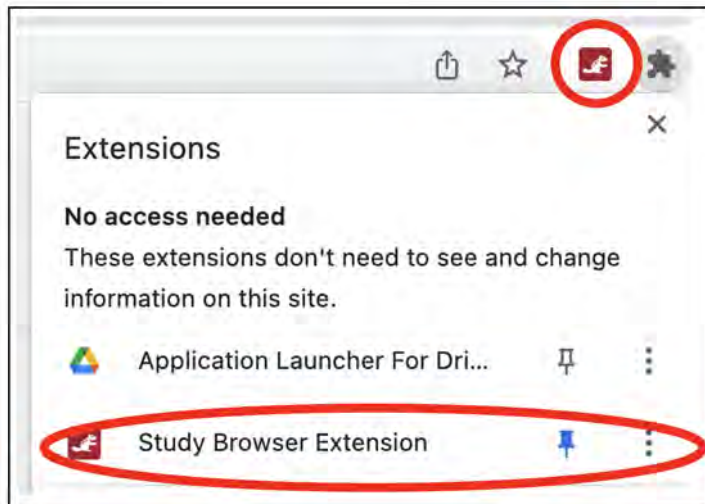 Extensions
No access needed
These extensions don't need to see and change
information on this site.
Application Launcher For Dri...
Study Browser Extension